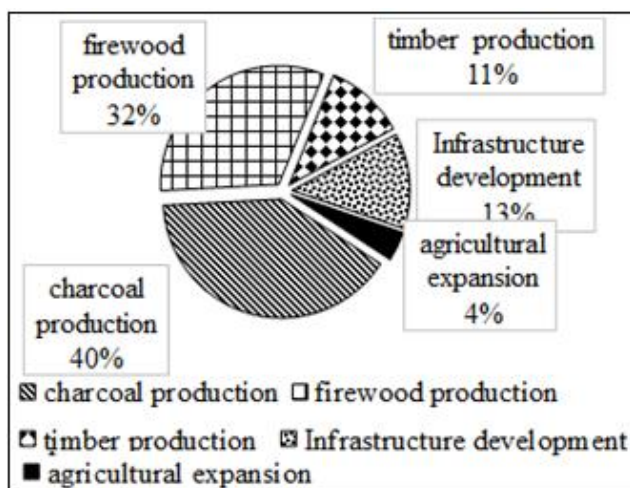 firewood
production
32%
timber production
11%
Infrastructure
development
13%
agricultural
expansion
4%
charcoal
production
40%
charcoal production firewood production
timber production Infrastructure development
agricultural expansion